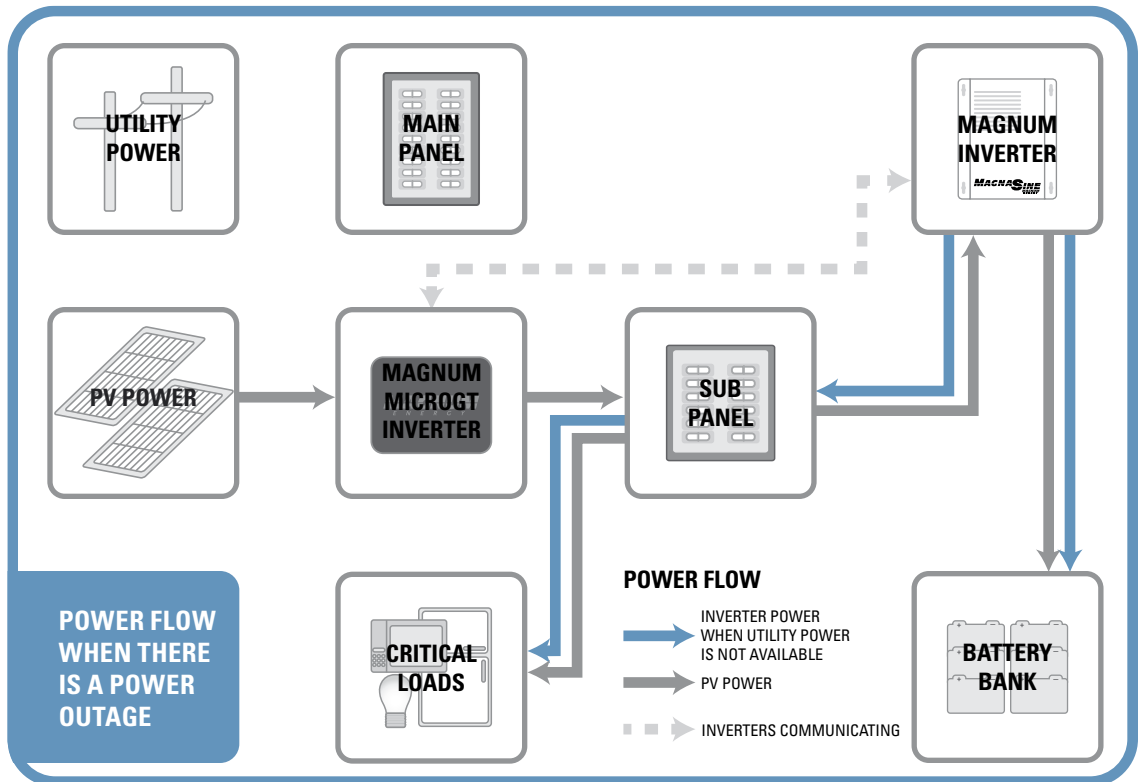 UTILITY
POWER
MAIN
PANEL
MAGNUM
INVERTER
MAGNASINE
PV POWER
MAGNUM
MICROGT
INVERTER
SUB
PANEL
POWER FLOW
WHEN THERE
IS A POWER
OUTAGE
CRITICAL
LOADS
POWER FLOW
INVERTER POWER
WHEN UTILITY POWER
IS NOT AVAILABLE
PV POWER
INVERTERS COMMUNICATING
BATTERY
BANK